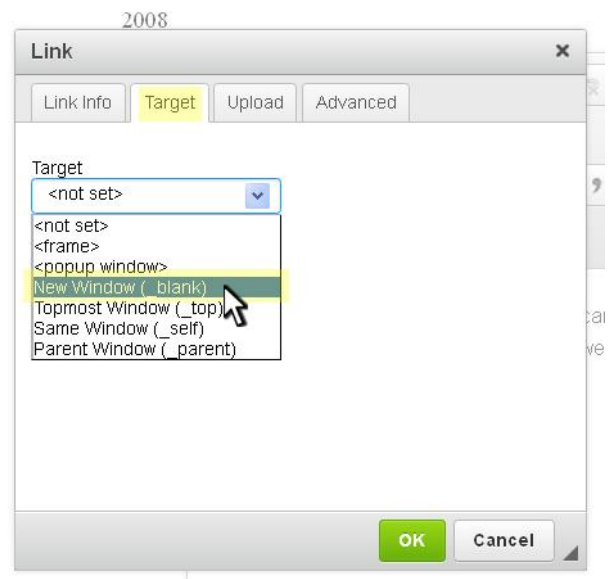 2008
Link
Link Info Target Upload Advanced
Target
<not set>
<not set>
<frame>
<popup window>
New Window (_blank)
Topmost Window (_top)
Same Window (_self)
Parent Window (_parent)
OK Cancel